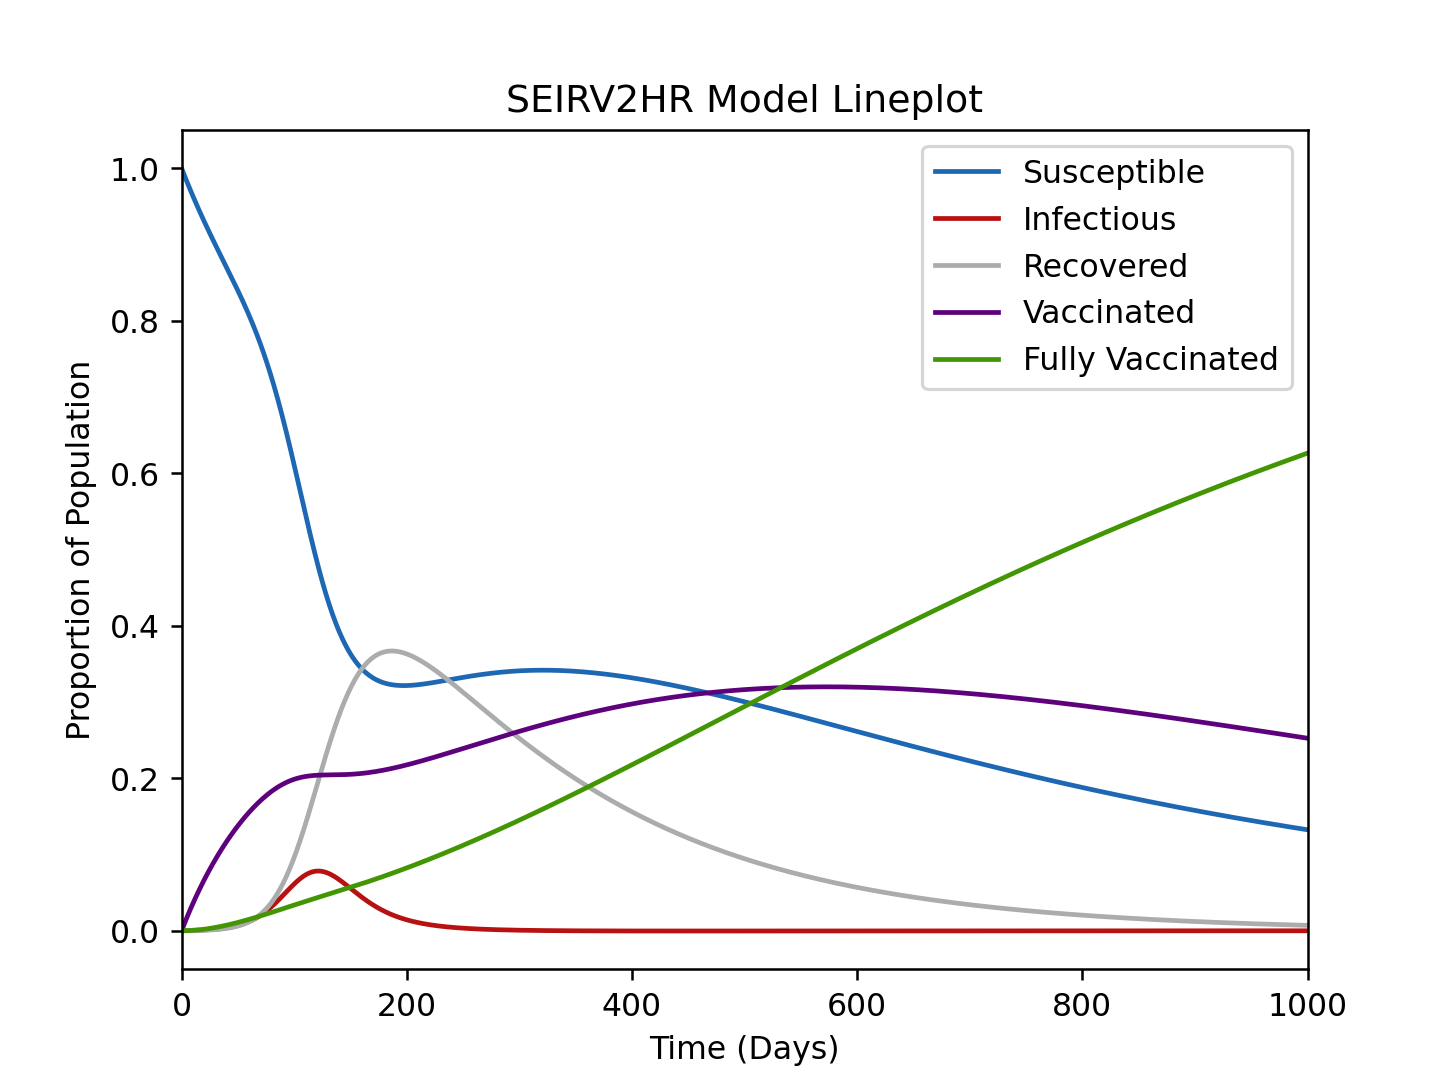 SEIRV2HR Model Lineplot
Susceptible
Infectious
Recovered
Vaccinated
Fully Vaccinated
Proportion of Population
1.0
0.8
0.6
0.4
0.2
0.0
0 200 400 600 800 1000
Time (Days)